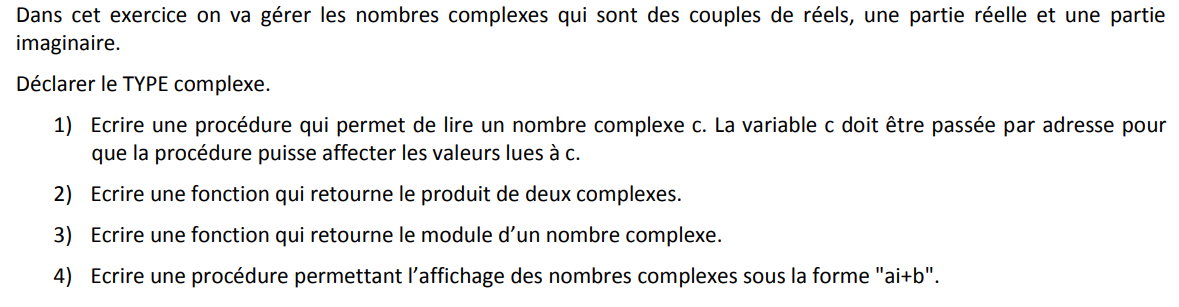 Dans cet exercice on va gérer les nombres complexes qui sont des couples de réels, une partie réelle et une partie
imaginaire.
Déclarer le TYPE complexe.
1) Ecrire une procédure qui permet de lire un nombre complexe c. La variable c doit être passée par adresse pour
que la procédure puisse affecter les valeurs lues à c.
2) Ecrire une fonction qui retourne le produit de deux complexes.
3) Ecrire une fonction qui retourne le module d’un nombre complexe.
4) Ecrire une procédure permettant l’affichage des nombres complexes sous la forme "ai+b".